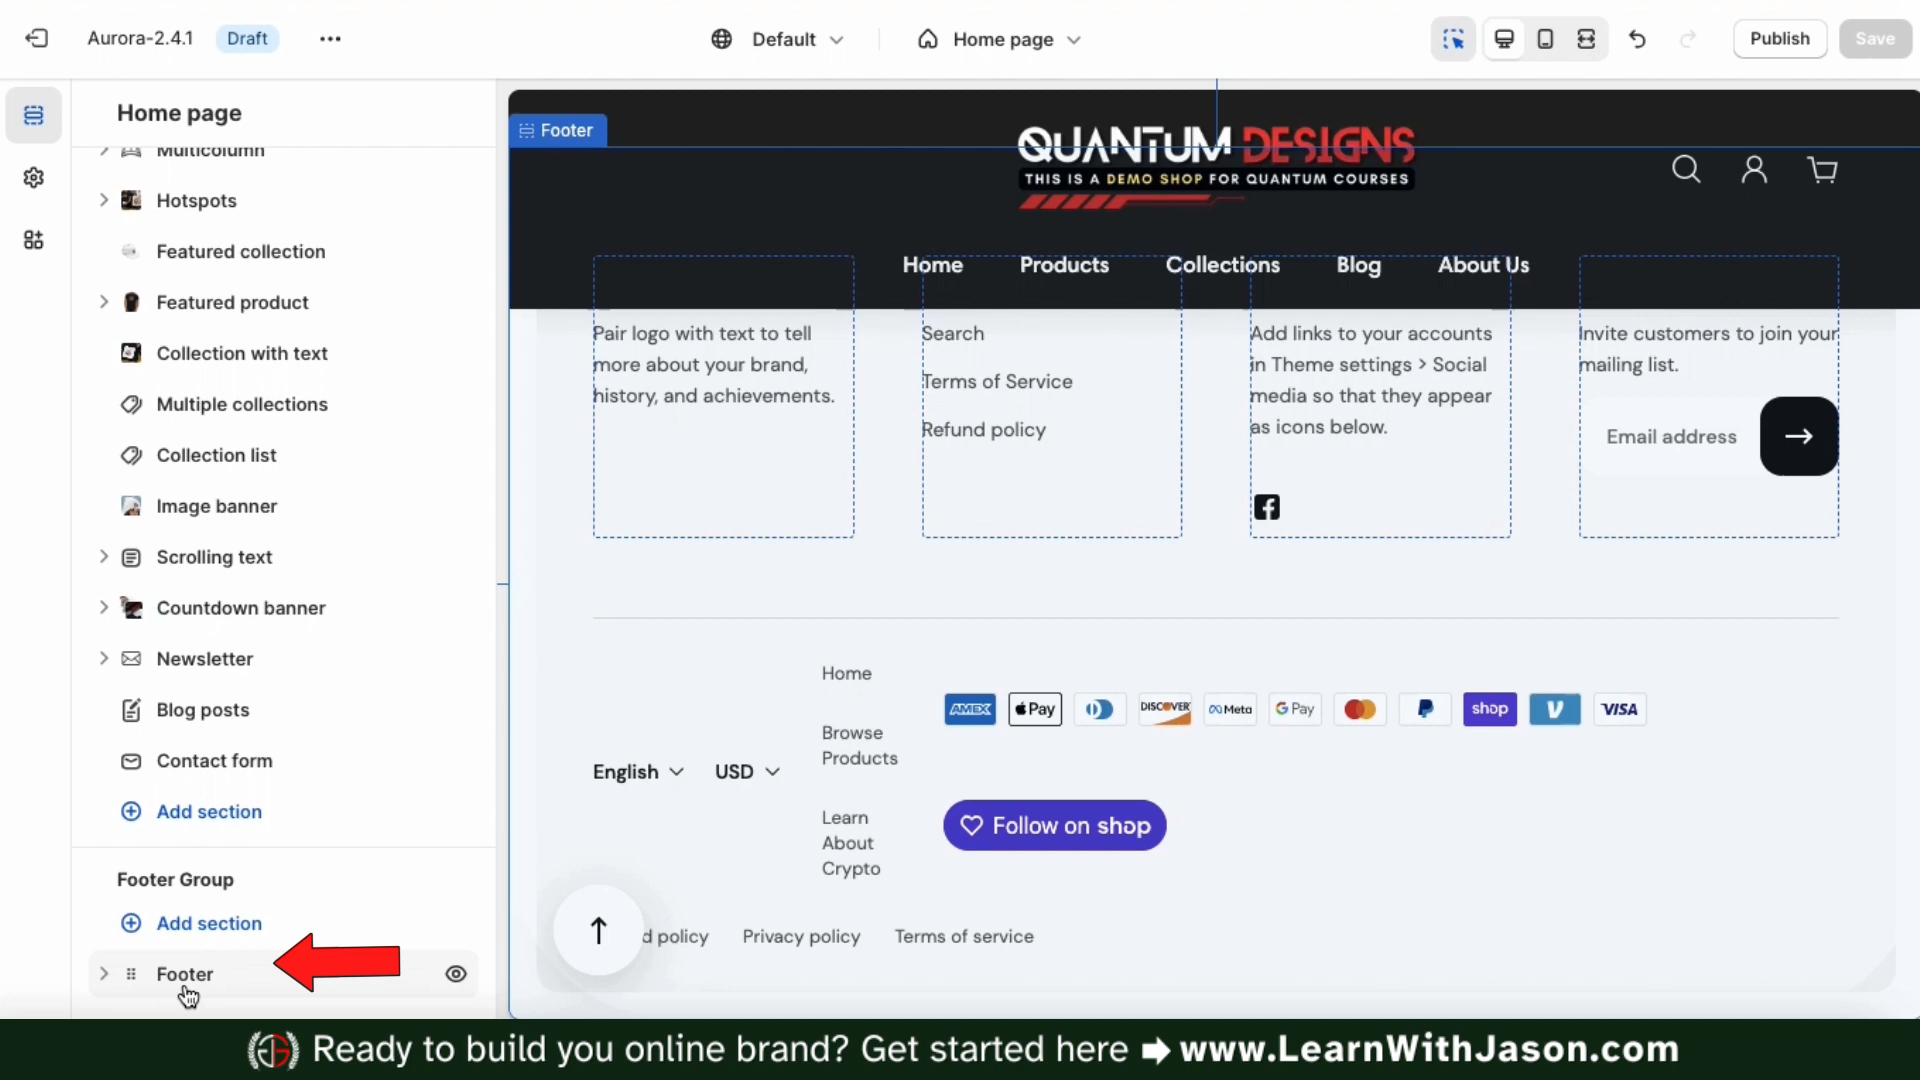 Aurora-2.4.1
Draft
Default
Home page
Publish
Save
Home page
Multicolumn
Hotspots
Featured collection
Featured product
Collection with text
Multiple collections
Collection list
Image banner
Scrolling text
Countdown banner
Newsletter
Blog posts
Contact form
Add section
Footer Group
Add section
Footer
Footer
QUANTUM DESIGNS
THIS IS A DEMO SHOP FOR QUANTUM COURSES
Home Products Collections Blog About Us
Pair logo with text to tell
more about your brand,
history, and achievements.
Search
Terms of Service
Refund policy
Add links to your accounts
in Theme settings > Social
media so that they appear
as icons below.
Invite customers to join your
mailing list.
Email address
English
USD
Home
Browse
Products
Learn
About
Crypto
AMEX Pay DISCOVER Meta G Pay shop V VISA
Follow on shop
d policy
Privacy policy
Terms of service
Ready to build you online brand? Get started here www.LearnWithJason.com